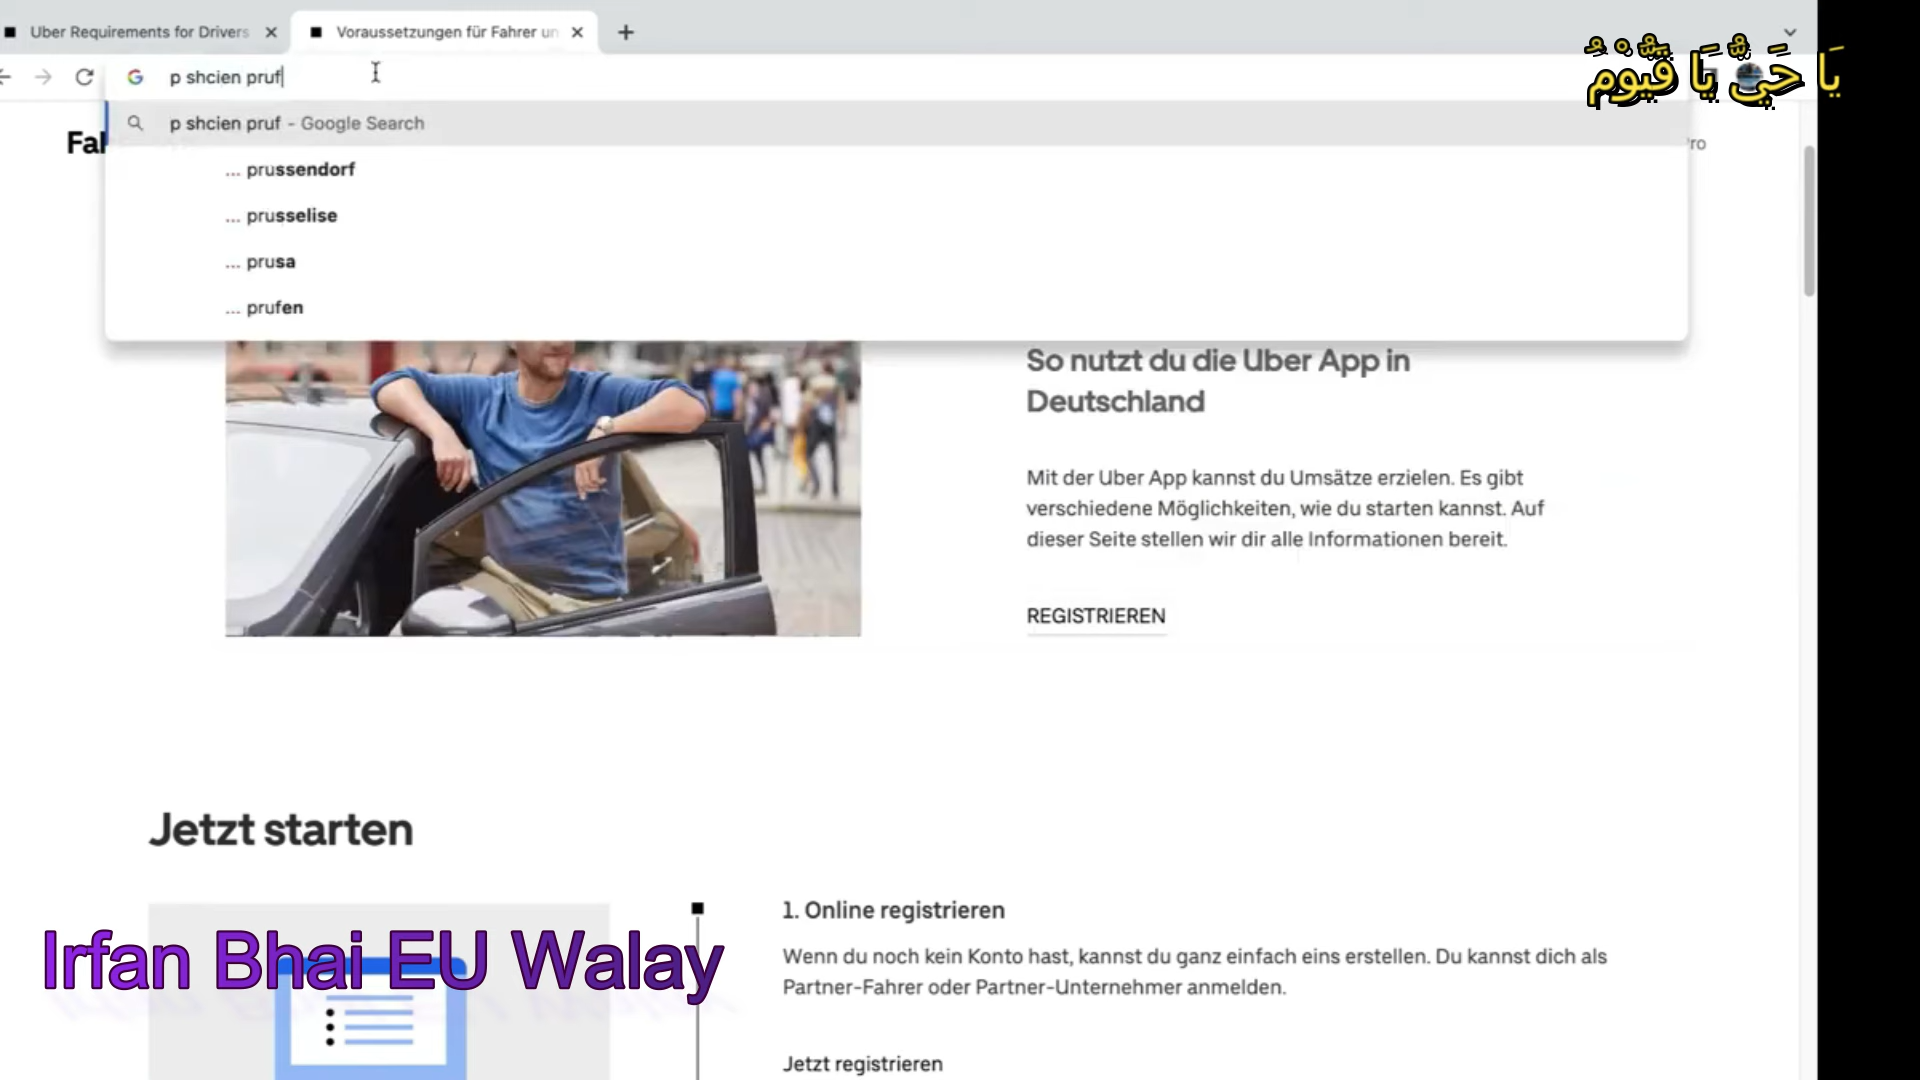 Uber Requirements for Drivers
Voraussetzungen für Fahrer un
p shcien pruf
يَا حَيُّ يَا قَيُّوْمُ
p shcien pruf - Google Search
Fal
ro
... prussendorf
... prusselise
... prusa
... prufen
So nutzt du die Uber App in
Deutschland
Mit der Uber App kannst du Umsätze erzielen. Es gibt
verschiedene Möglichkeiten, wie du starten kannst. Auf
dieser Seite stellen wir dir alle Informationen bereit.
REGISTRIEREN
Jetzt starten
1. Online registrieren
Wenn du noch kein Konto hast, kannst du ganz einfach eins erstellen. Du kannst dich als
Partner-Fahrer oder Partner-Unternehmer anmelden.
Jetzt registrieren
Irfan Bhai EU Walay